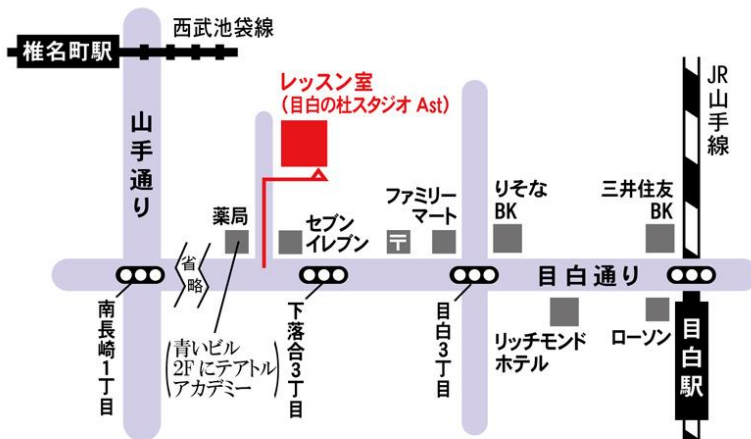 西武池袋線
椎名町駅
レッスン室
(目白の杜スタジオ Ast)
JR山手線
山手通り
薬局
セブン
イレブン
〒
ファミリー
マート
りそな
BK
三井住友
BK
省略
目白通り
南長崎1丁目
(青いビル
2Fにテアトル
アカデミー)
下落合3丁目
目白3丁目
リッチモンド
ホテル
ローソン
目白駅